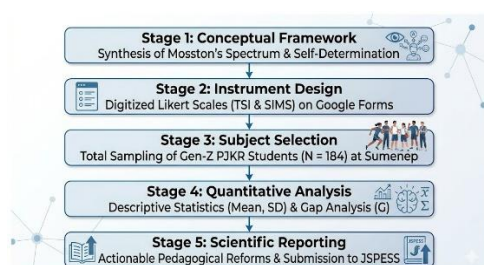 Stage 1: Conceptual Framework
Synthesis of Mosston's Spectrum & Self-Determination
Stage 2: Instrument Design
Digitized Likert Scales (TSI & SIMS) on Google Forms
Stage 3: Subject Selection
Total Sampling of Gen-Z PJKR Students (N = 184) at Sumenep
Stage 4: Quantitative Analysis
Descriptive Statistics (Mean, SD) & Gap Analysis (G)
x̄
Σ
Stage 5: Scientific Reporting
Actionable Pedagogical Reforms & Submission to JSPESS